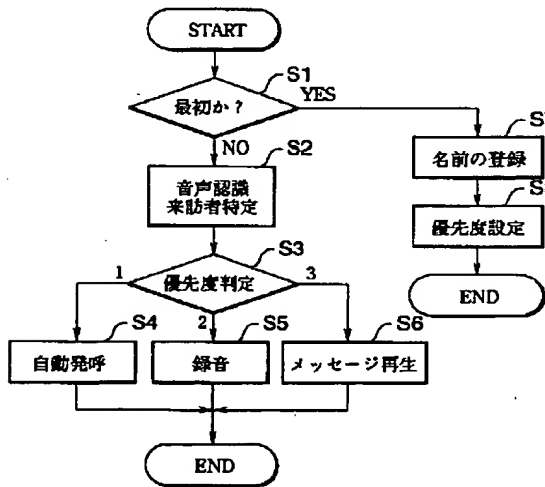 START
S1
最初か?
YES
NO
S2
音声認識
来訪者特定
S
名前の登録
S
優先度設定
END
S3
1
優先度判定
3
2
S4
自動発呼
S5
録音
S6
メッセージ再生
END